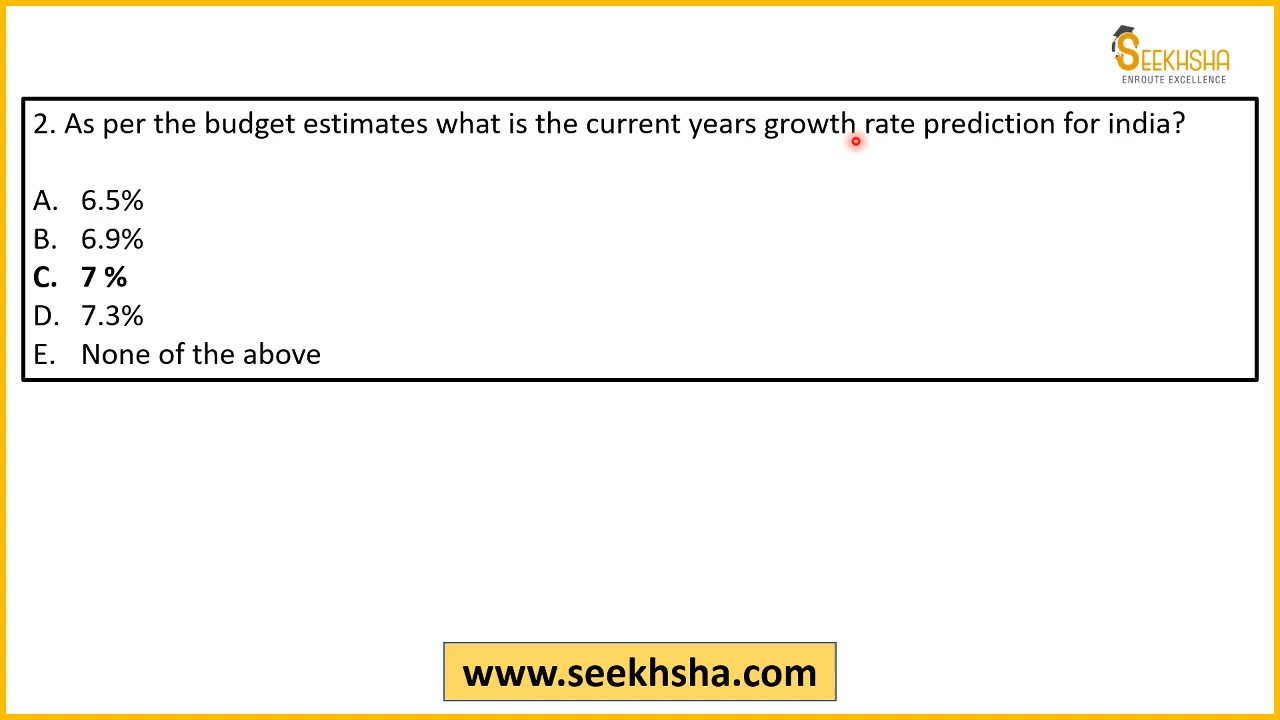 SEEKHSHA
ENROUTE EXCELLENCE
2. As per the budget estimates what is the current years growth rate prediction for india?
A. 6.5%
B. 6.9%
C. 7 %
D. 7.3%
E. None of the above
www.seekhsha.com